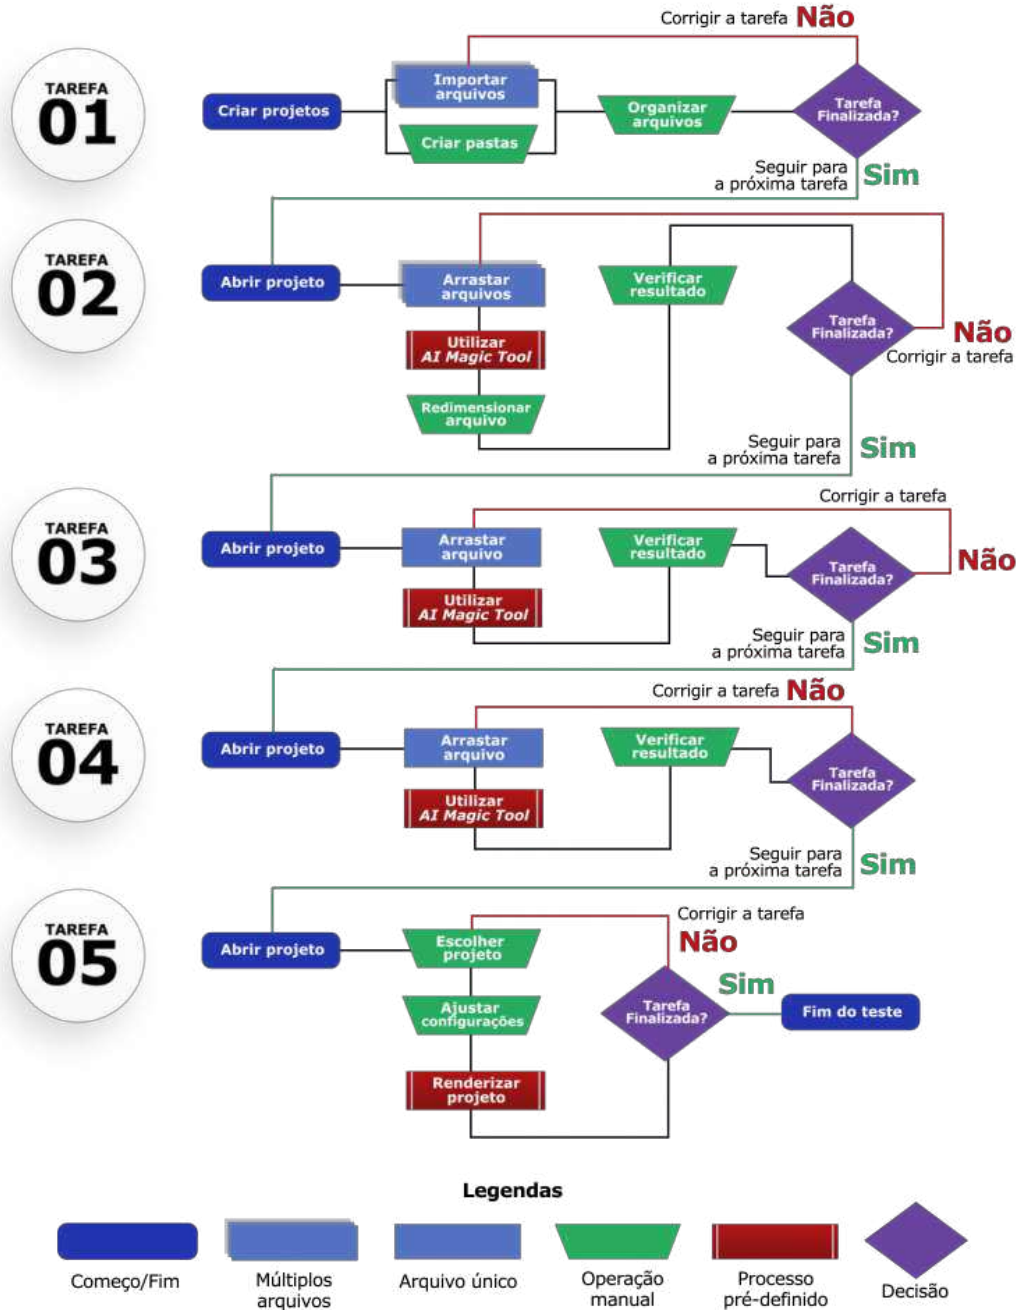 Corrigir a tarefa Não
TAREFA
01
Criar projetos
Importar
arquivos
Criar pastas
Organizar
arquivos
Tarefa
Finalizada?
Seguir para
a próxima tarefa
Sim
TAREFA
02
Abrir projeto
Arrastar
arquivos
Utilizar
AI Magic Tool
Redimensionar
arquivo
Verificar
resultado
Tarefa
Finalizada?
Não
Corrigir a tarefa
Seguir para
a próxima tarefa
Sim
TAREFA
03
Abrir projeto
Arrastar
arquivo
Utilizar
AI Magic Tool
Verificar
resultado
Corrigir a tarefa
Tarefa
Finalizada?
Não
Seguir para
a próxima tarefa
Sim
TAREFA
04
Abrir projeto
Arrastar
arquivo
Utilizar
AI Magic Tool
Corrigir a tarefa Não
Verificar
resultado
Tarefa
Finalizada?
Seguir para
a próxima tarefa
Sim
TAREFA
05
Abrir projeto
Escolher
projeto
Ajustar
configurações
Renderizar
projeto
Corrigir a tarefa
Não
Tarefa
Finalizada?
Sim
Fim do teste
Legendas
Começo/Fim
Múltiplos
arquivos
Arquivo único
Operação
manual
Processo
pré-definido
Decisão